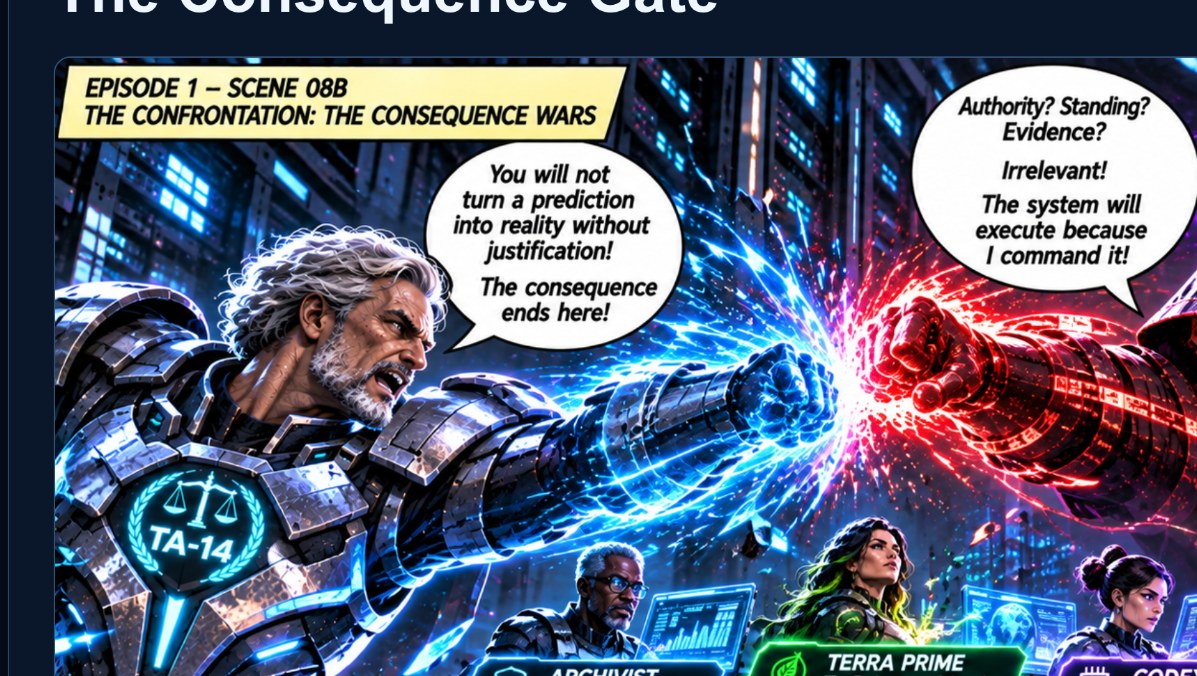 The Consequence Gate
EPISODE 1 – SCENE 08B
THE CONFRONTATION: THE CONSEQUENCE WARS
You will not
turn a prediction
into reality without
justification!
The consequence
ends here!
Authority? Standing?
Evidence?
Irrelevant!
The system will
execute because
I command it!
TA-14
ARCHIVIST
TERRA PRIME